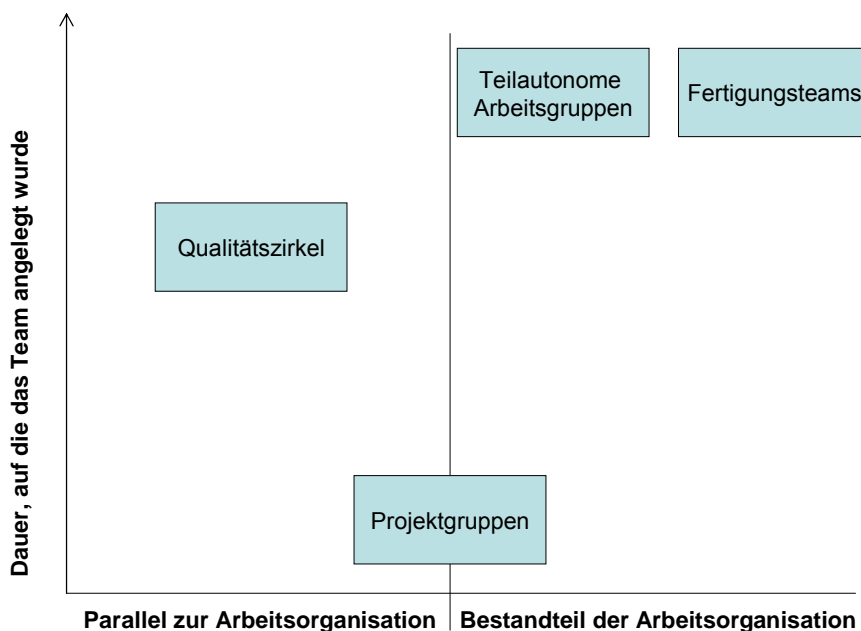 Dauer, auf die das Team angelegt wurde
Teilautonome
Arbeitsgruppen
Fertigungsteams
Qualitätszirkel
Projektgruppen
Parallel zur Arbeitsorganisation
Bestandteil der Arbeitsorganisation